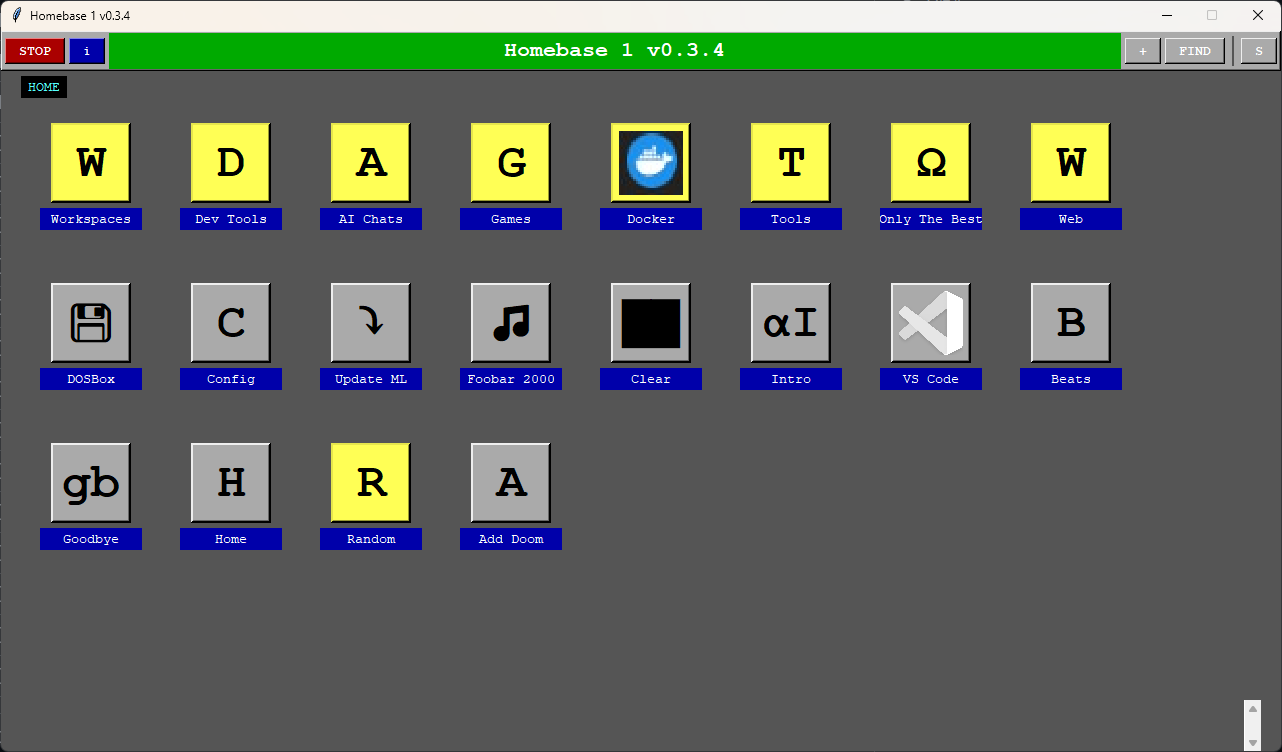 Homebase 1 v0.3.4
STOP i Homebase 1 v0.3.4 + FIND S
HOME
W D A G T Ω W
Workspaces Dev Tools AI Chats Games Docker Tools Only The Best Web
C αI B
DOSBox Config Update ML Foobar 2000 Clear Intro VS Code Beats
gb H R A
Goodbye Home Random Add Doom